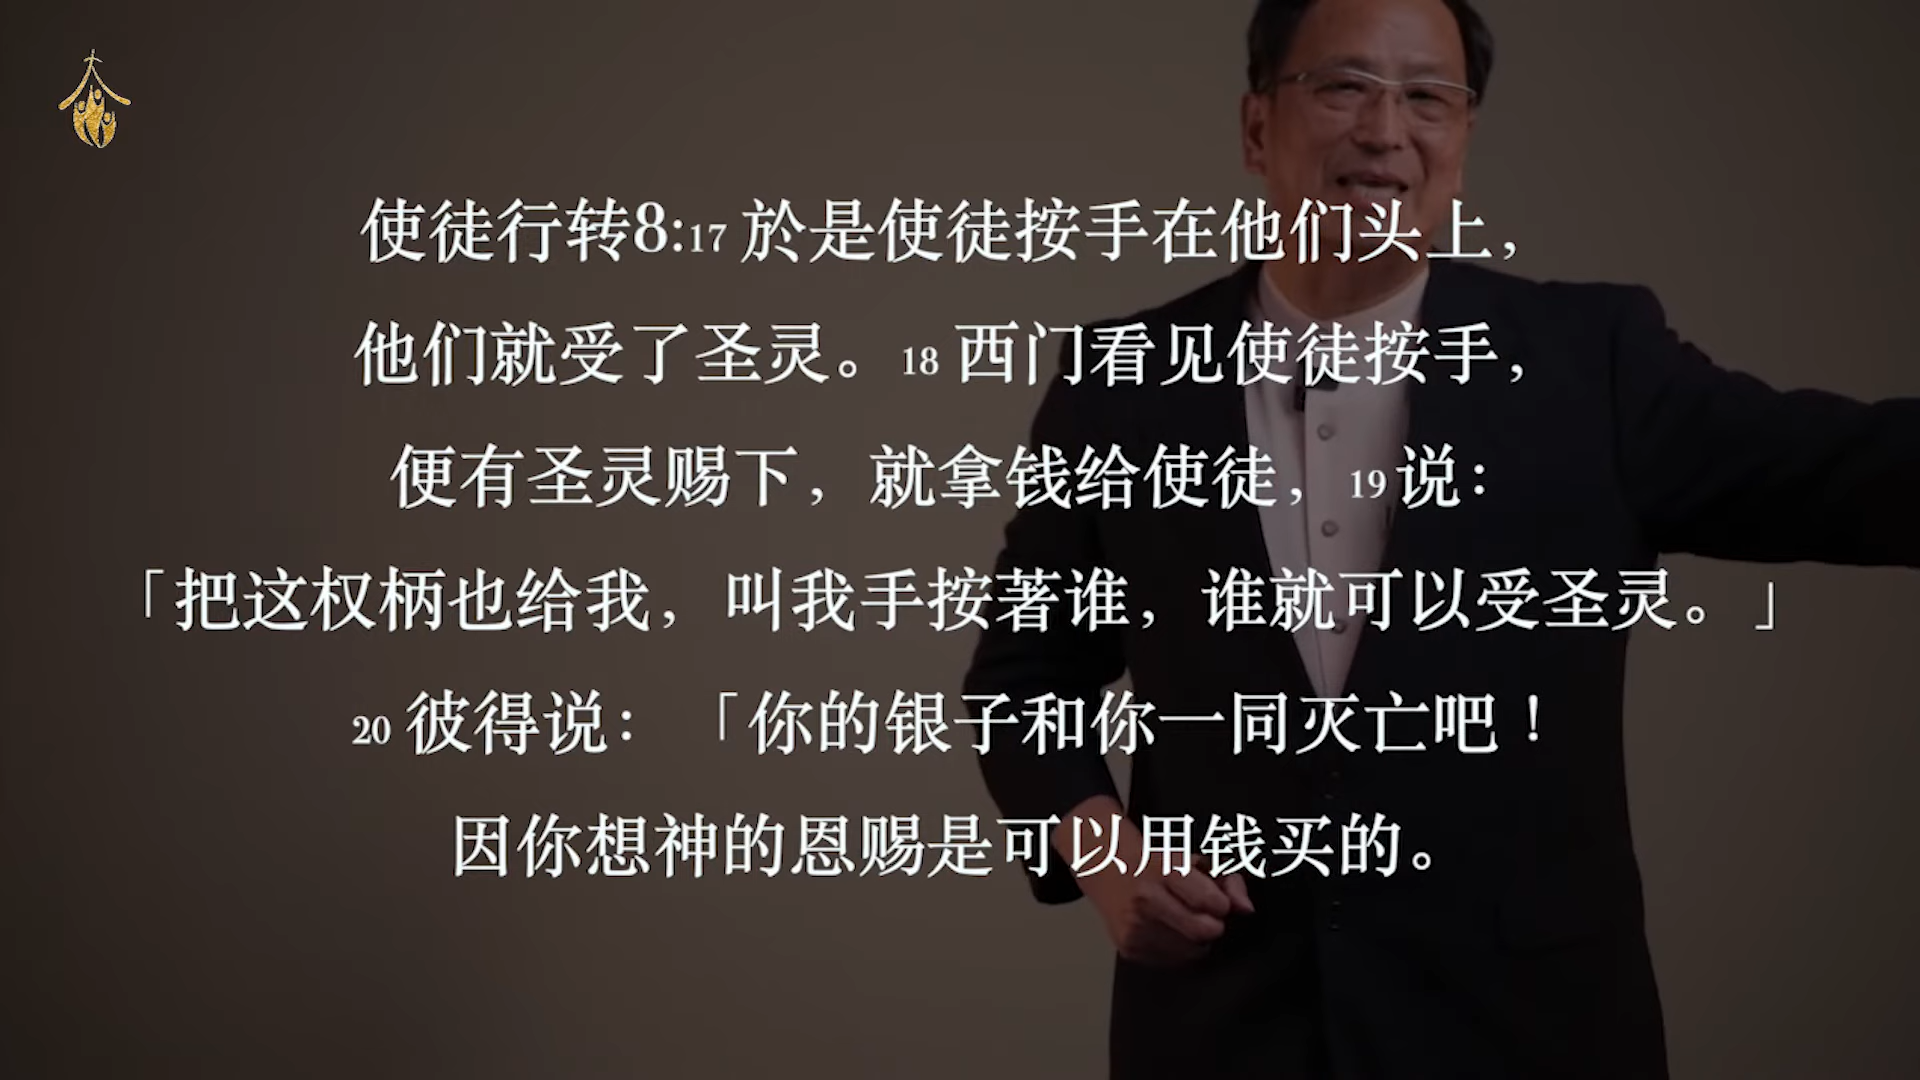 使徒行转8:17 於是使徒按手在他们头上，
他们就受了圣灵。18 西门看见使徒按手，
便有圣灵赐下，就拿钱给使徒，19 说：
「把这权柄也给我，叫我手按著谁，谁就可以受圣灵。」
20 彼得说：「你的银子和你一同灭亡吧！
因你想神的恩赐是可以用钱买的。